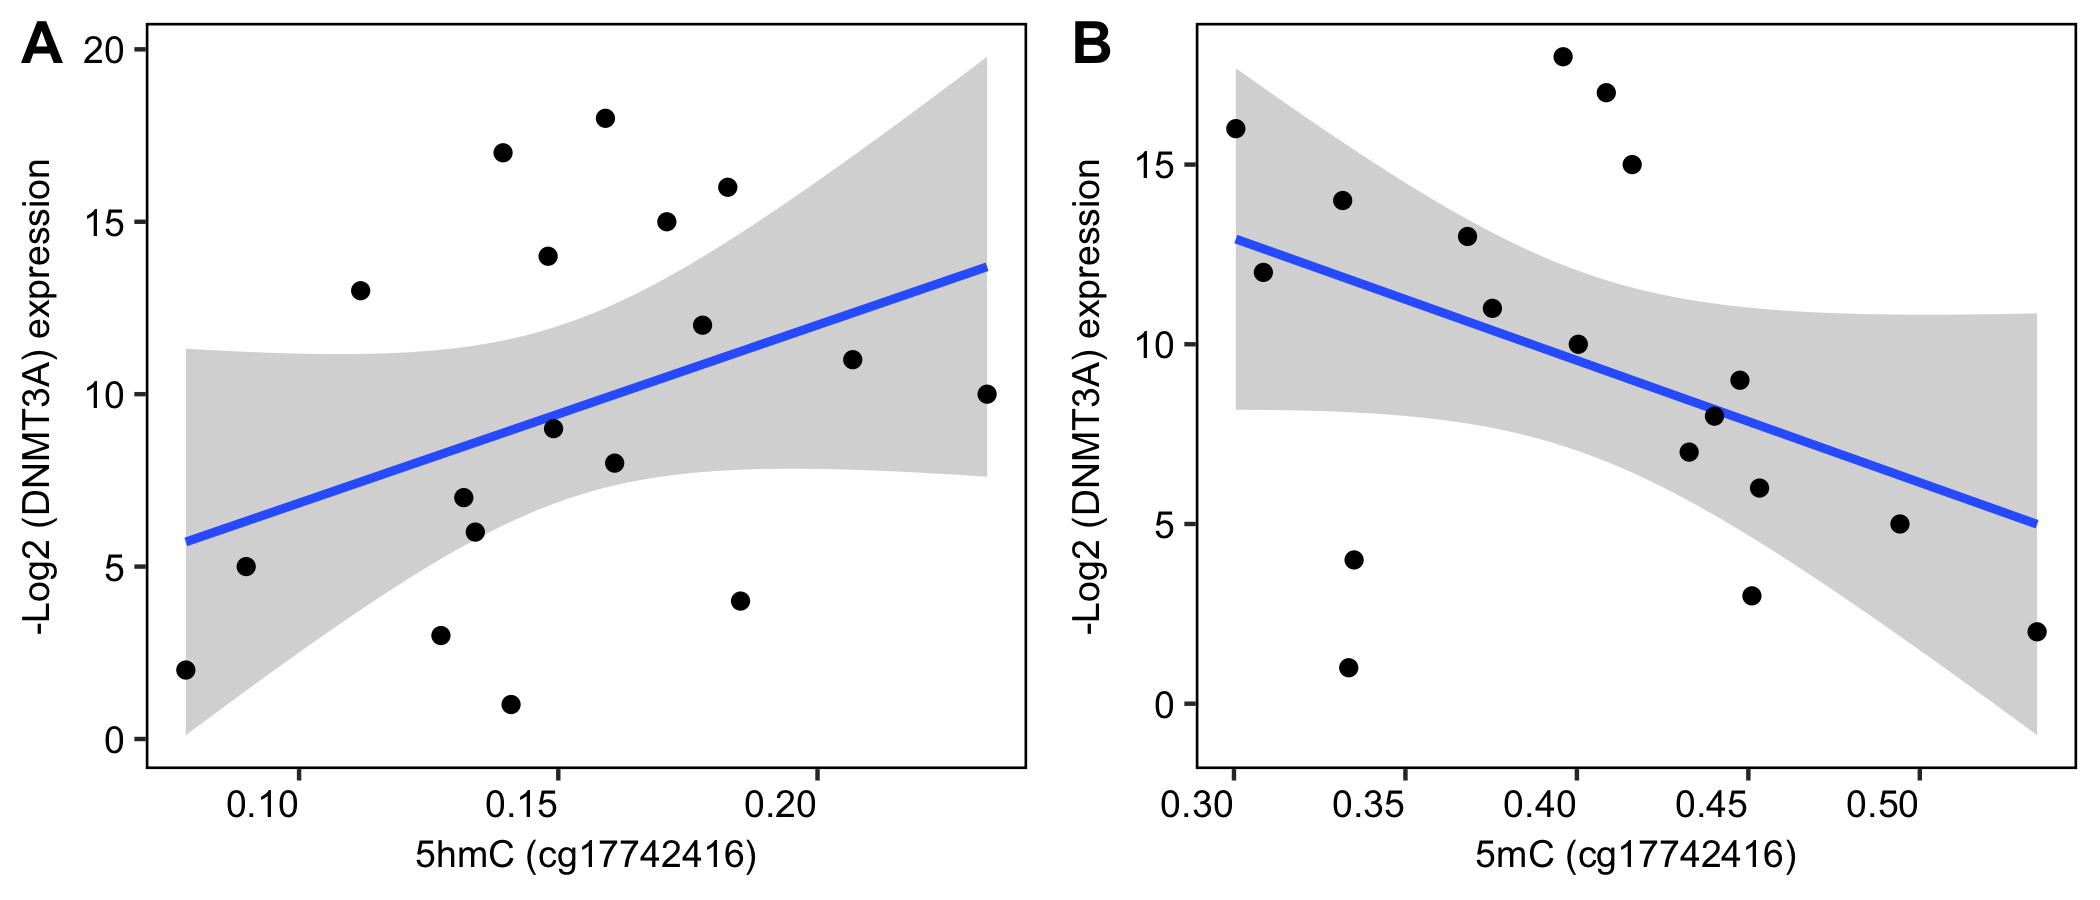 A
-Log2 (DNMT3A) expression
20
15
10
5
0
0.10 0.15 0.20
5hmC (cg17742416)
B
-Log2 (DNMT3A) expression
15
10
5
0
0.30 0.35 0.40 0.45 0.50
5mC (cg17742416)